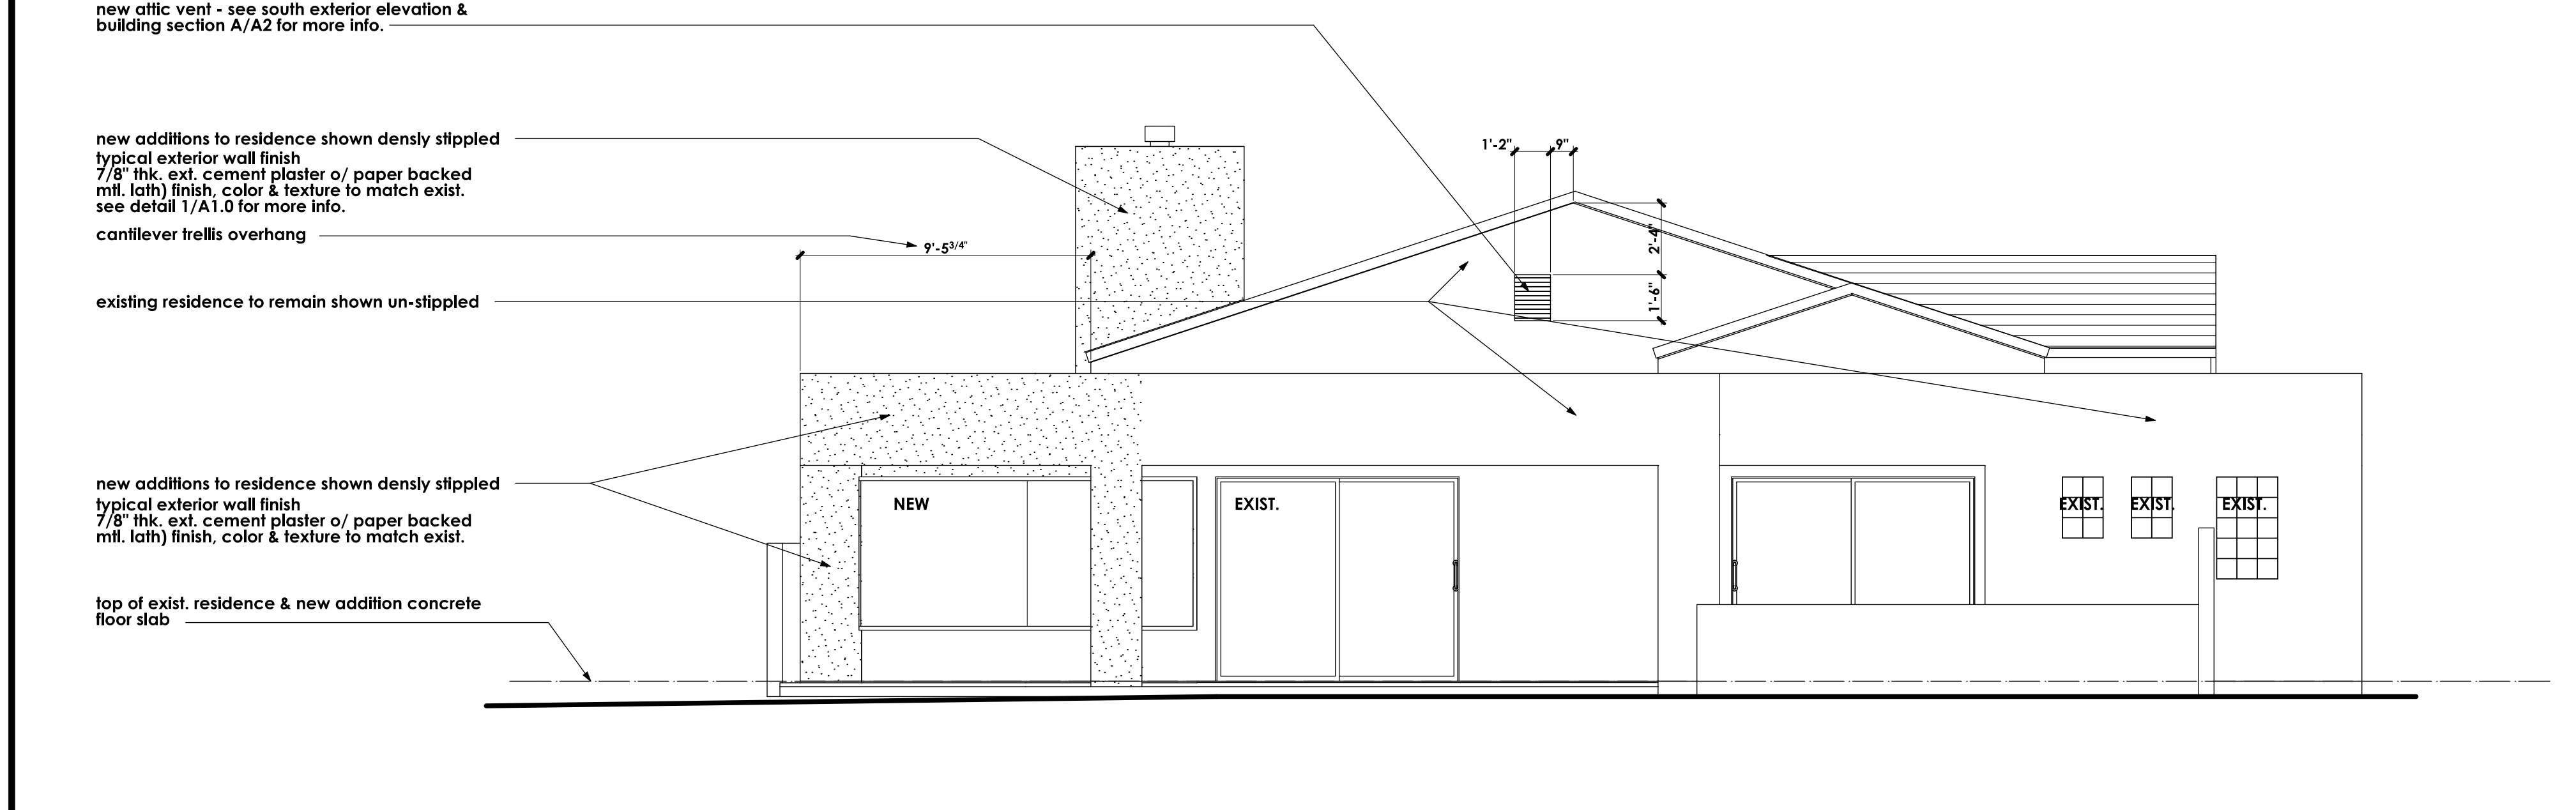 new attic vent - see south exterior elevation &
building section A/A2 for more info.
new additions to residence shown densly stippled
typical exterior wall finish
7/8" thk. ext. cement plaster o/ paper backed
mtl. lath) finish, color & texture to match exist.
see detail 1/A1.0 for more info.
cantilever trellis overhang
existing residence to remain shown un-stippled
new additions to residence shown densly stippled
typical exterior wall finish
7/8" thk. ext. cement plaster o/ paper backed
mtl. lath) finish, color & texture to match exist.
top of exist. residence & new addition concrete
floor slab
9'-5 3/4"
1'-2"
9"
2'-4"
1'-6"
NEW
EXIST.
EXIST.
EXIST.
EXIST.